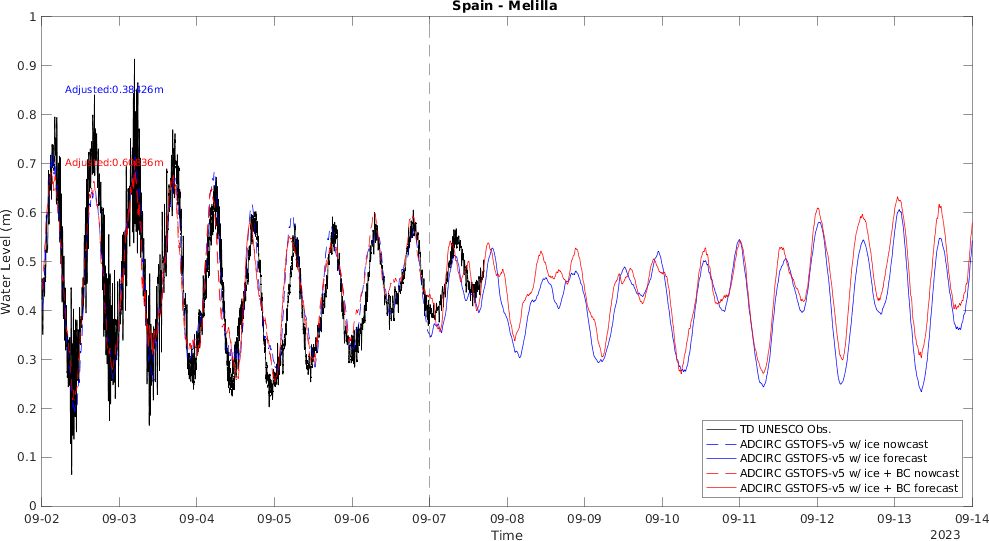 Spain - Melilla
1
0.9
0.8
0.7
0.6
0.5
0.4
0.3
0.2
0.1
0
Water Level (m)
Adjusted:0.38426m
TD UNESCO Obs.
ADCIRC GSTOFS-v5 w/ ice nowcast
ADCIRC GSTOFS-v5 w/ ice forecast
ADCIRC GSTOFS-v5 w/ ice + BC nowcast
ADCIRC GSTOFS-v5 w/ ice + BC forecast
09-02 09-03 09-04 09-05 09-06 09-07 09-08 09-09 09-10 09-11 09-12 09-13 09-14
Time
2023